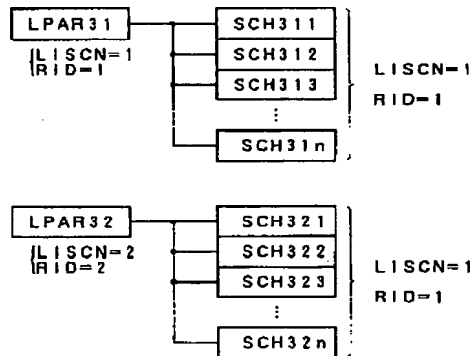 LPAR31
LISCN=1
RID=1
SCH311
SCH312
SCH313
⋮
SCH31n
LISCN=1
RID=1
LPAR32
LISCN=2
RID=2
SCH321
SCH322
SCH323
⋮
SCH32n
LISCN=1
RID=1